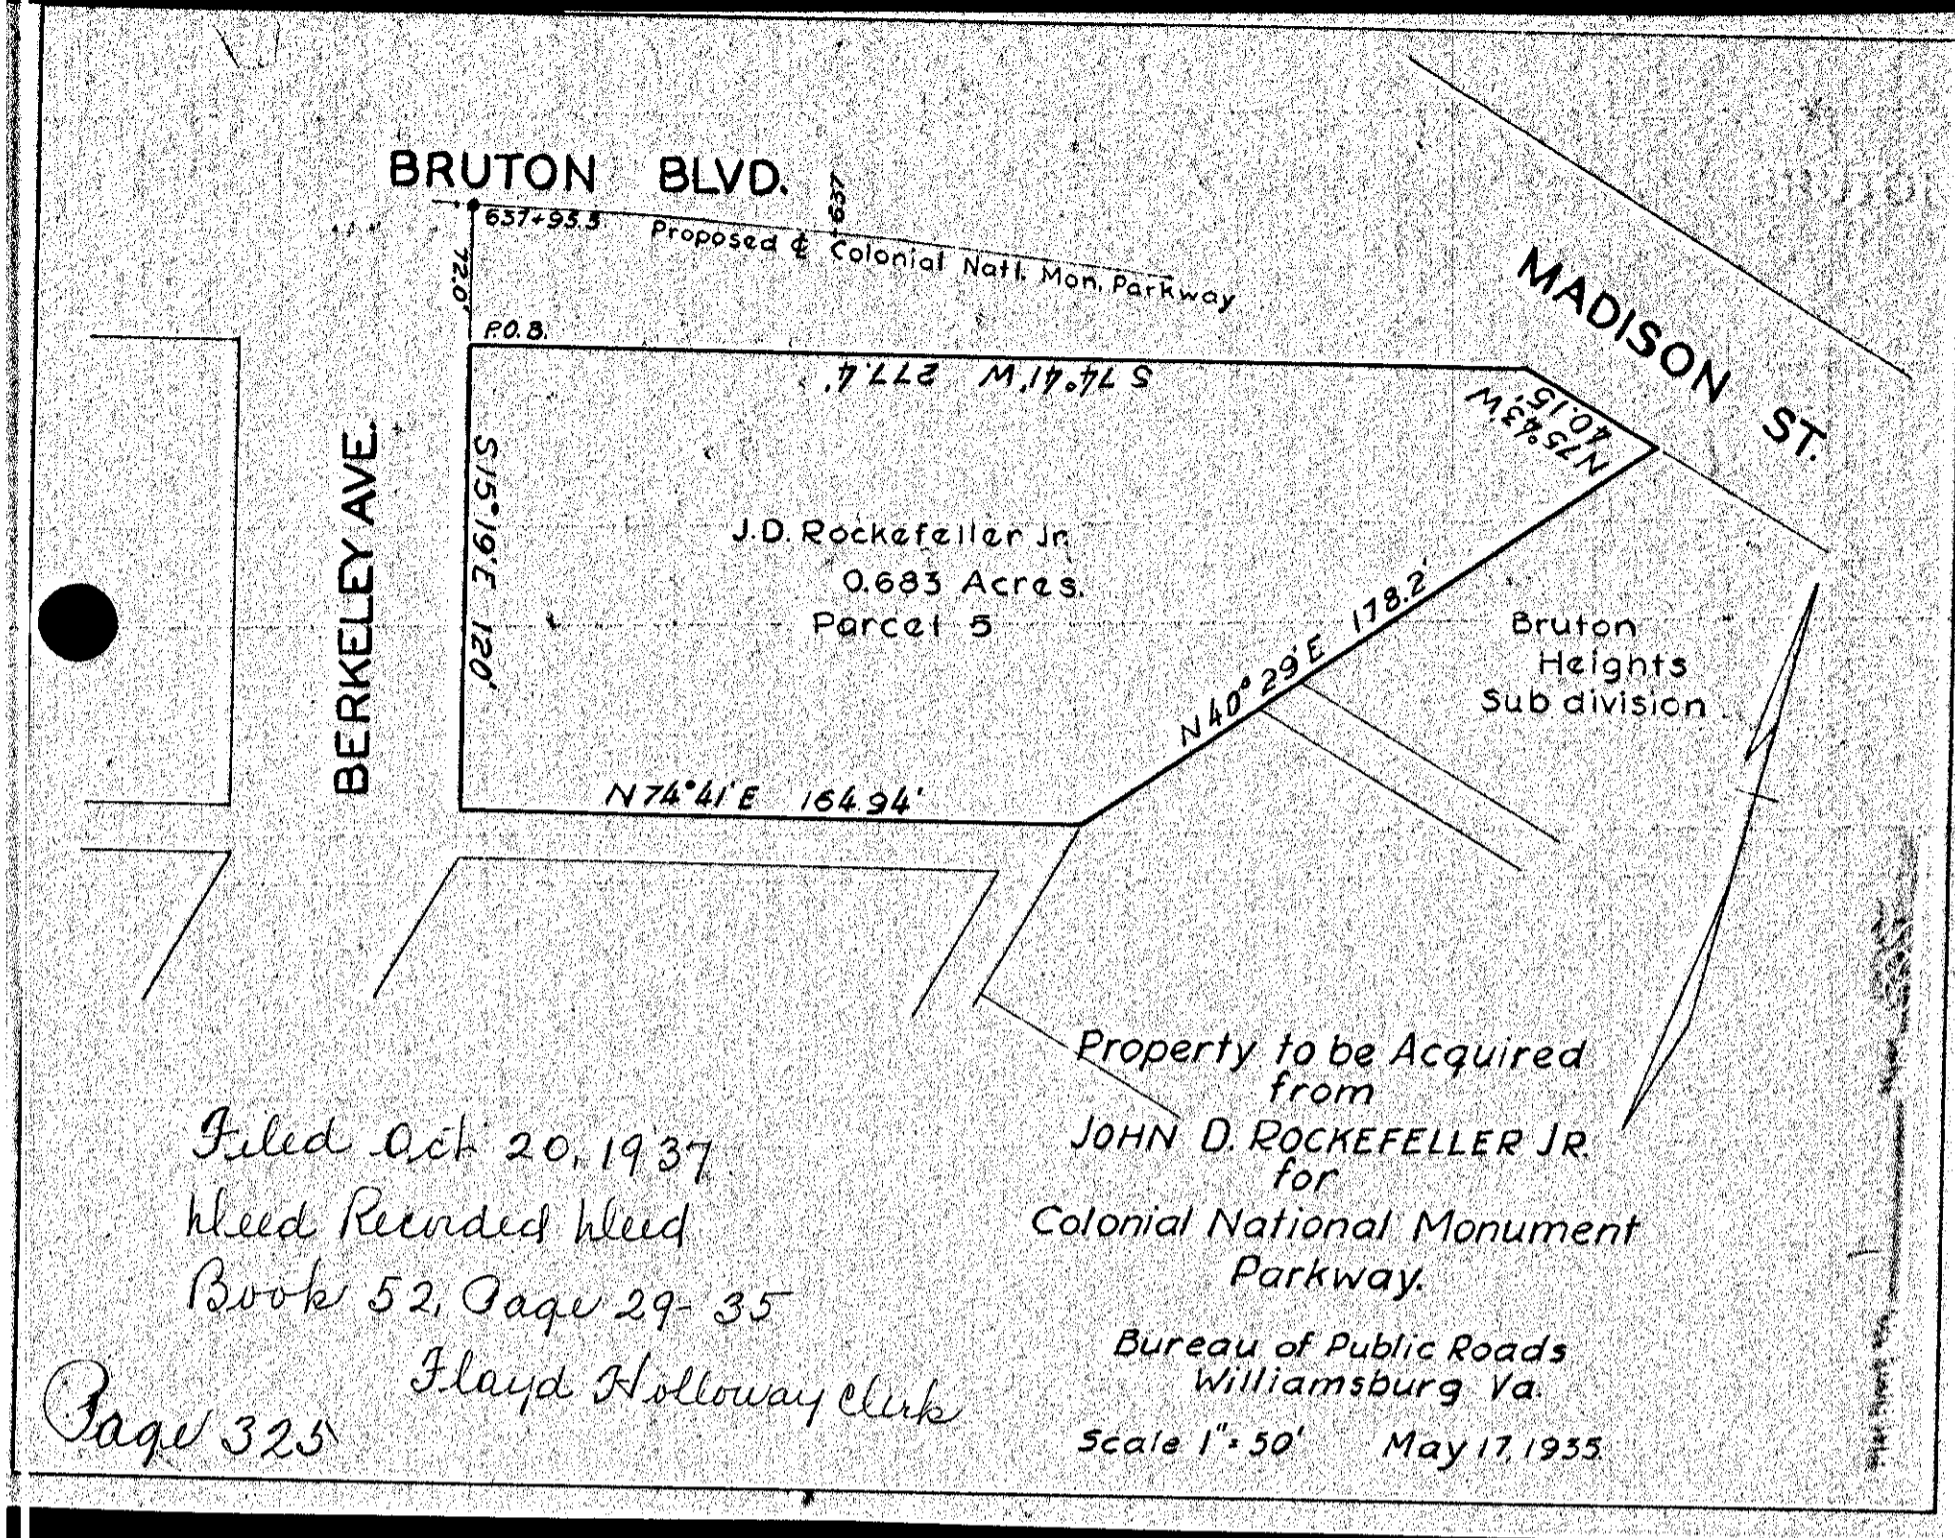 BRUTON BLVD.
637
637+93.5
Proposed ℄ Colonial Natl. Mon. Parkway
72.0'
P.O.B.
MADISON ST.
S 74°41' W 277.4'
N 75°43' W
40.15'
BERKELEY AVE.
S 15°19' E 120'
J.D. Rockefeller Jr.
0.683 Acres.
Parcel 5
N 40° 29' E 178.2'
Bruton
Heights
Sub division
N 74°41' E 164.94'
Property to be Acquired
from
JOHN D. ROCKEFELLER JR.
for
Colonial National Monument
Parkway.
Bureau of Public Roads
Williamsburg Va.
Scale 1"=50' May 17, 1935.
Filed Oct 20, 1937
Deed Recorded Deed
Book 52, Page 29-35
Floyd Holloway Clerk
Page 325